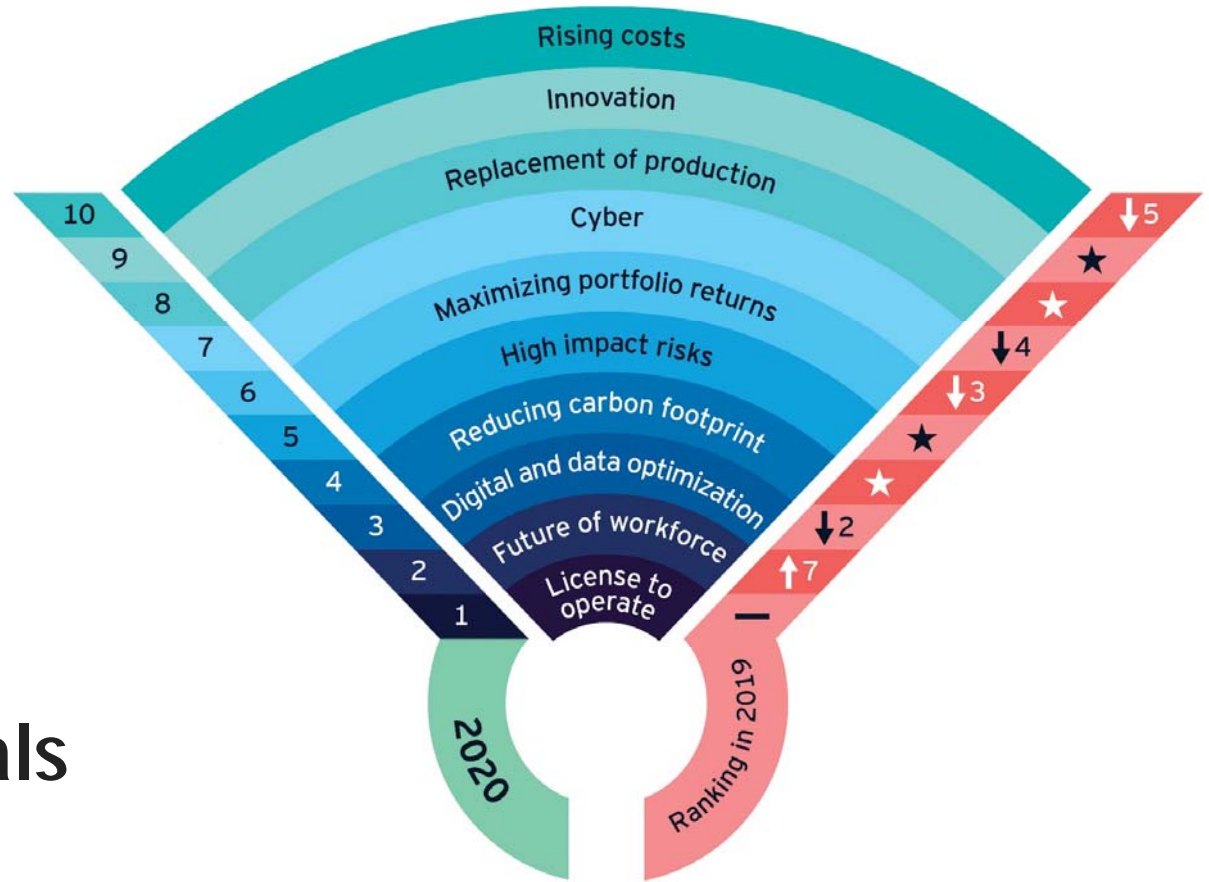 Rising costs
Innovation
Replacement of production
Cyber
Maximizing portfolio returns
High impact risks
Reducing carbon footprint
Digital and data optimization
Future of workforce
License to
operate
10
9
8
7
6
5
4
3
2
1
↓5
★
★
↓4
↓3
★
★
↓2
↑7
—
2020
Ranking in 2019
als